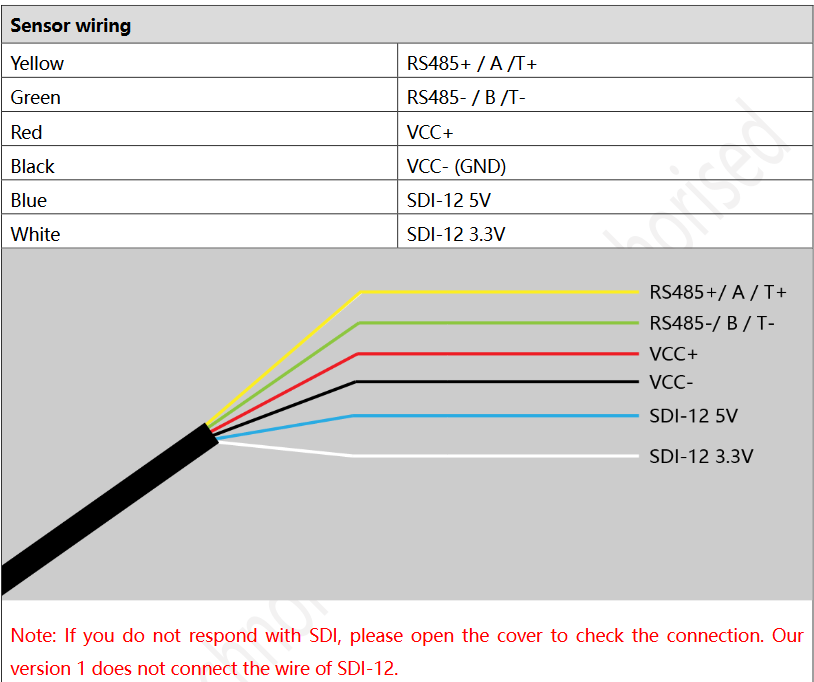 Sensor wiring
Yellow RS485+ / A /T+
Green RS485- / B /T-
Red VCC+
Black VCC- (GND)
Blue SDI-12 5V
White SDI-12 3.3V
RS485+/ A / T+
RS485-/ B / T-
VCC+
VCC-
SDI-12 5V
SDI-12 3.3V
Note: If you do not respond with SDI, please open the cover to check the connection. Our
version 1 does not connect the wire of SDI-12.